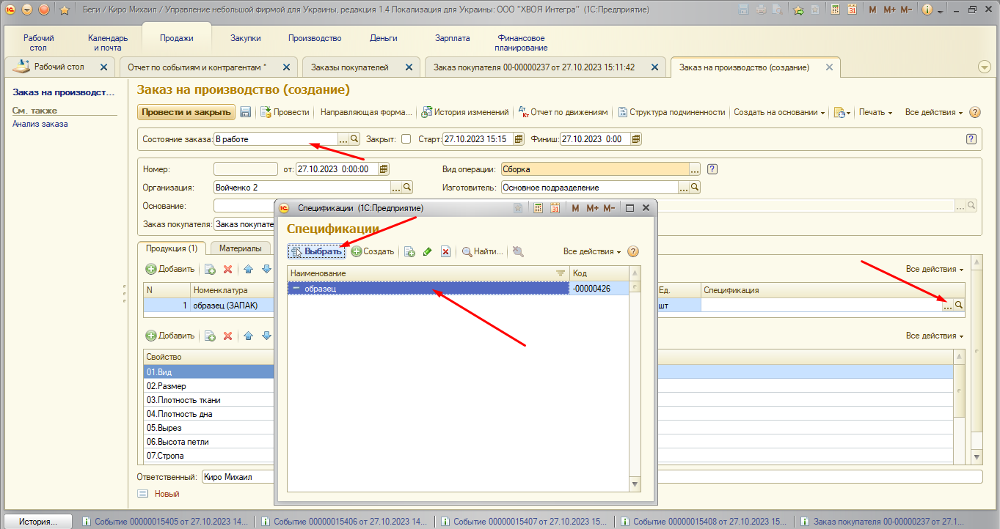 Беги / Киро Михаил / Управление небольшой фирмой для Украины, редакция 1.4 Локализация для Украины: ООО "ХВОЯ Интегра" (1С:Предприятие)
M M+ M-
Рабочий стол
Календарь и почта
Продажи
Закупки
Производство
Деньги
Зарплата
Финансовое планирование
Рабочий стол
Отчет по событиям и контрагентам *
Заказы покупателей
Заказ покупателя 00-00000237 от 27.10.2023 15:11:42
Заказ на производство (создание)
Заказ на производст...
См. также
Анализ заказа
Заказ на производство (создание)
Провести и закрыть
Провести
Направляющая форма...
История изменений
Дт Кт Отчет по движениям
Структура подчиненности
Создать на основании
Печать
Все действия
Состояние заказа: В работе
Закрыт:
Старт: 27.10.2023 15:15
Финиш: 27.10.2023 0:00
Номер:
от: 27.10.2023 0:00:00
Вид операции: Сборка
Организация: Войченко 2
Изготовитель: Основное подразделение
Основание:
Заказ покупателя: Заказ покупате
Спецификации (1С:Предприятие)
31 M M+ M-
Спецификации
Выбрать
Создать
Найти...
Все действия
Наименование
Код
образец
-00000426
Продукция (1)
Материалы
Добавить
Все действия
N
Номенклатура
Ед.
Спецификация
1
образец (ЗАПАК)
шт
Добавить
Все действия
Свойство
01.Вид
02.Размер
03.Плотность ткани
04.Плотность дна
05.Вырез
06.Высота петли
07.Стропа
Ответственный: Киро Михаил
Новый
История...
Событие 00000015405 от 27.10.2023 14...
Событие 00000015406 от 27.10.2023 14...
Событие 00000015407 от 27.10.2023 15...
Событие 00000015408 от 27.10.2023 15...
Заказ покупателя 00-00000237 от 27.1...